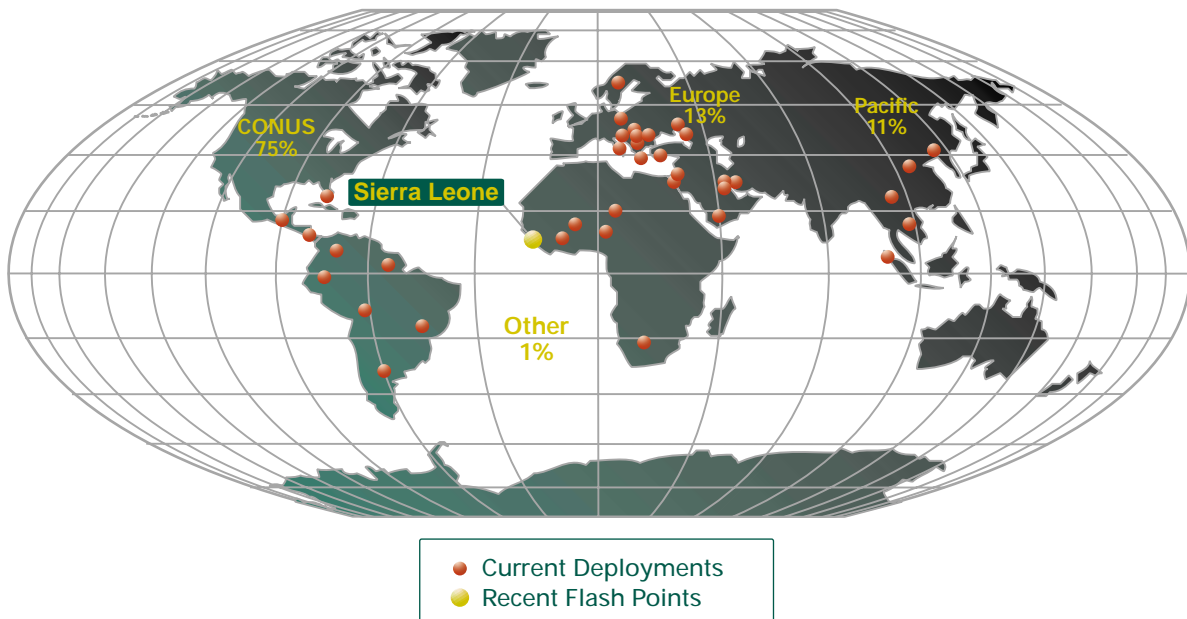 Europe
13%
Pacific
11%
CONUS
75%
Sierra Leone
Other
1%
Current Deployments
Recent Flash Points